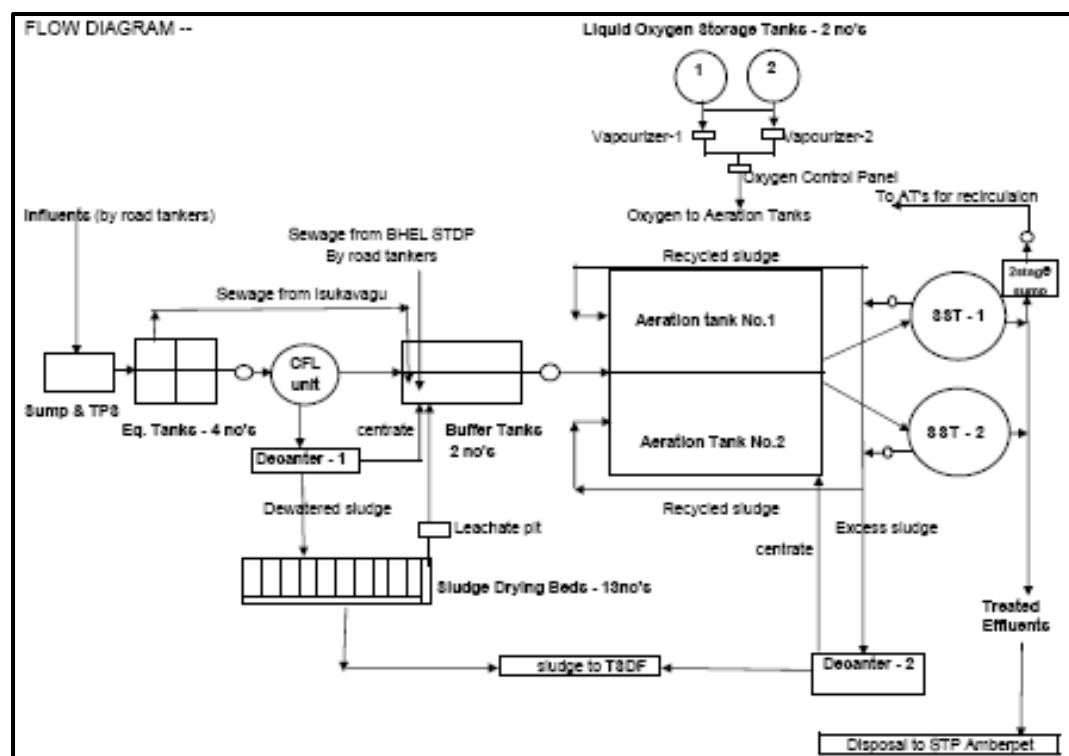 FLOW DIAGRAM --
Liquid Oxygen Storage Tanks - 2 no's
1
2
Vapourizer-1
Vapourizer-2
Oxygen Control Panel
To AT's for recirculaion
Oxygen to Aeration Tanks
Influents (by road tankers)
Sewage from BHEL STDP
By road tankers
Recycled sludge
2stage
sump
Sewage from Isukavagu
Aeration tank No.1
SST - 1
CFL
unit
Sump & TPS
Eq. Tanks - 4 no's
centrate
Buffer Tanks
2 no's
Aeration Tank No.2
SST - 2
Decanter - 1
Dewatered sludge
Recycled sludge
Excess sludge
Leachate pit
centrate
Sludge Drying Beds - 13no's
Treated
Effluents
sludge to TSDF
Decanter - 2
Disposal to STP Amberpet